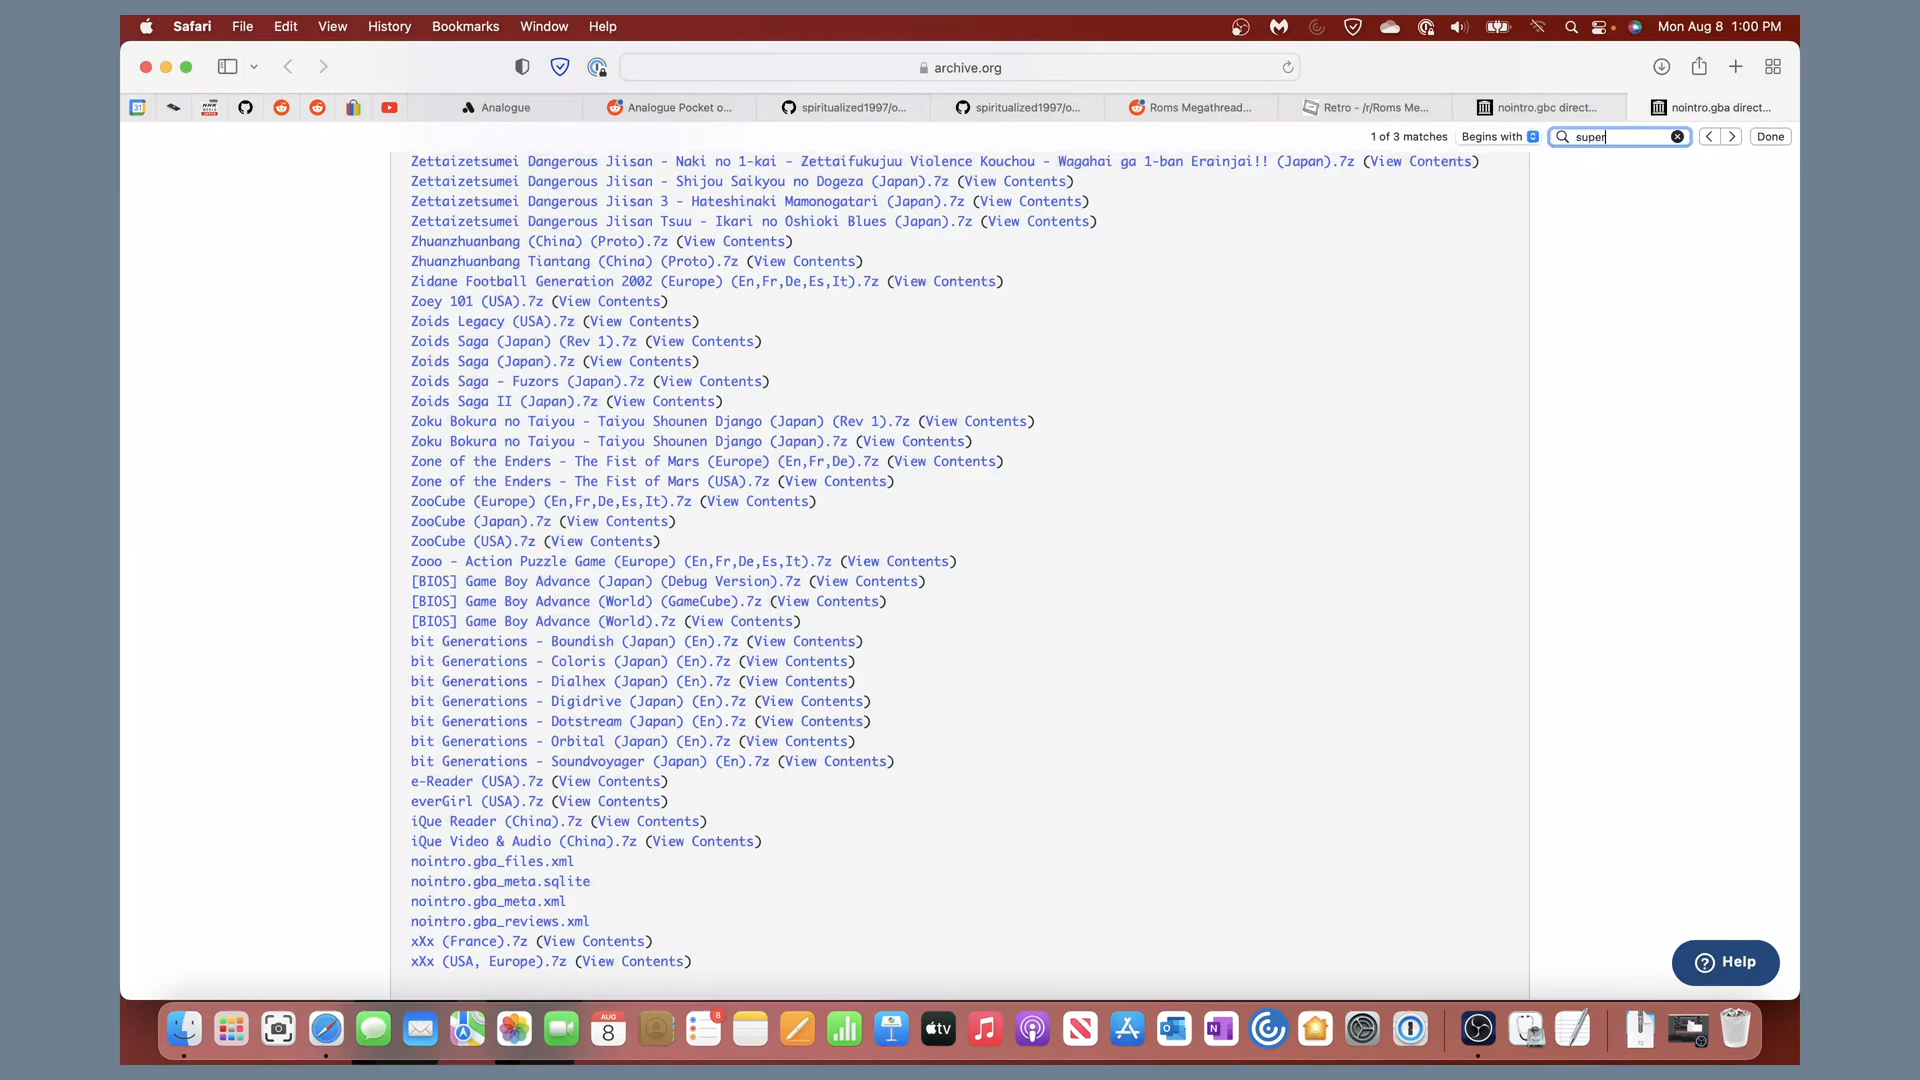 Safari File Edit View History Bookmarks Window Help Mon Aug 8 1:00 PM
archive.org
Analogue Analogue Pocket o... spiritualized1997/o... spiritualized1997/o... Roms Megathread... Retro - /r/Roms Me... nointro.gbc direct... nointro.gba direct...
1 of 3 matches Begins with super Done
Zettaizetsumei Dangerous Jiisan - Naki no 1-kai - Zettaifukujuu Violence Kouchou - Wagahai ga 1-ban Erainjai!! (Japan).7z (View Contents)
Zettaizetsumei Dangerous Jiisan - Shijou Saikyou no Dogeza (Japan).7z (View Contents)
Zettaizetsumei Dangerous Jiisan 3 - Hateshinaki Mamonogatari (Japan).7z (View Contents)
Zettaizetsumei Dangerous Jiisan Tsuu - Ikari no Oshioki Blues (Japan).7z (View Contents)
Zhuanzhuanbang (China) (Proto).7z (View Contents)
Zhuanzhuanbang Tiantang (China) (Proto).7z (View Contents)
Zidane Football Generation 2002 (Europe) (En,Fr,De,Es,It).7z (View Contents)
Zoey 101 (USA).7z (View Contents)
Zoids Legacy (USA).7z (View Contents)
Zoids Saga (Japan) (Rev 1).7z (View Contents)
Zoids Saga (Japan).7z (View Contents)
Zoids Saga - Fuzors (Japan).7z (View Contents)
Zoids Saga II (Japan).7z (View Contents)
Zoku Bokura no Taiyou - Taiyou Shounen Django (Japan) (Rev 1).7z (View Contents)
Zoku Bokura no Taiyou - Taiyou Shounen Django (Japan).7z (View Contents)
Zone of the Enders - The Fist of Mars (Europe) (En,Fr,De).7z (View Contents)
Zone of the Enders - The Fist of Mars (USA).7z (View Contents)
ZooCube (Europe) (En,Fr,De,Es,It).7z (View Contents)
ZooCube (Japan).7z (View Contents)
ZooCube (USA).7z (View Contents)
Zooo - Action Puzzle Game (Europe) (En,Fr,De,Es,It).7z (View Contents)
[BIOS] Game Boy Advance (Japan) (Debug Version).7z (View Contents)
[BIOS] Game Boy Advance (World) (GameCube).7z (View Contents)
[BIOS] Game Boy Advance (World).7z (View Contents)
bit Generations - Boundish (Japan) (En).7z (View Contents)
bit Generations - Coloris (Japan) (En).7z (View Contents)
bit Generations - Dialhex (Japan) (En).7z (View Contents)
bit Generations - Digidrive (Japan) (En).7z (View Contents)
bit Generations - Dotstream (Japan) (En).7z (View Contents)
bit Generations - Orbital (Japan) (En).7z (View Contents)
bit Generations - Soundvoyager (Japan) (En).7z (View Contents)
e-Reader (USA).7z (View Contents)
everGirl (USA).7z (View Contents)
iQue Reader (China).7z (View Contents)
iQue Video & Audio (China).7z (View Contents)
nointro.gba_files.xml
nointro.gba_meta.sqlite
nointro.gba_meta.xml
nointro.gba_reviews.xml
xXx (France).7z (View Contents)
xXx (USA, Europe).7z (View Contents)
Help
AUG
8
8
tv